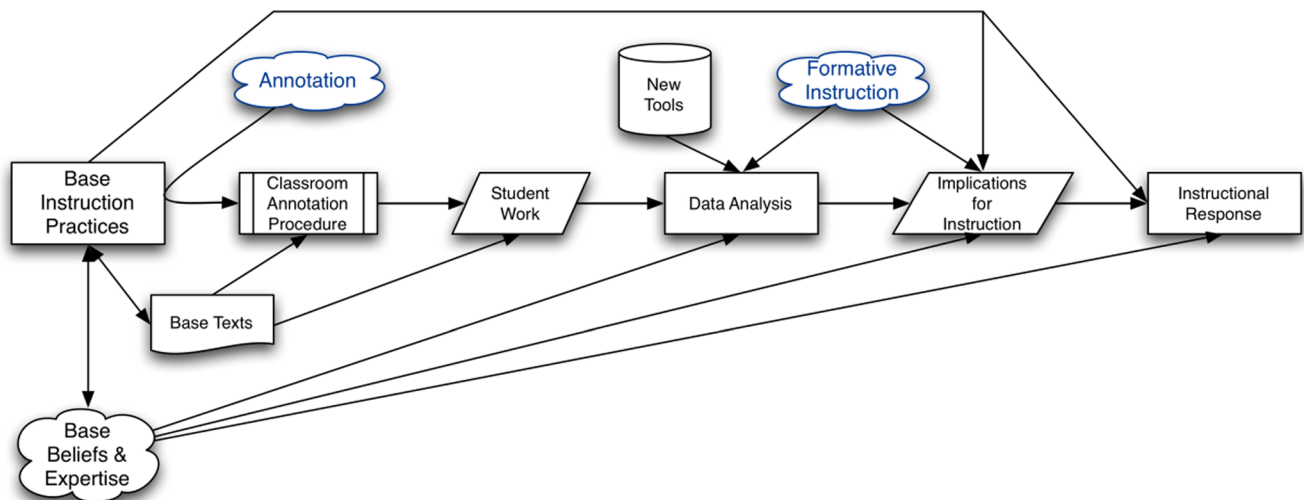 Annotation
New
Tools
Formative
Instruction
Base
Instruction
Practices
Classroom
Annotation
Procedure
Student
Work
Data Analysis
Implications
for
Instruction
Instructional
Response
Base Texts
Base
Beliefs &
Expertise